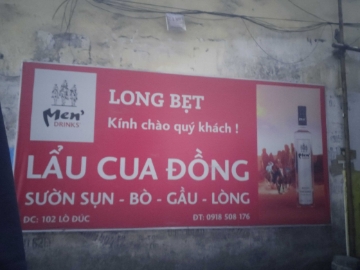 Men'
DRINKS
LONG BẸT
Kính chào quý khách !
LẨU CUA ĐỒNG
SƯỜN SỤN - BÒ - GẦU - LÒNG
ĐC: 102 LÒ ĐÚC
ĐT: 0918 508 176